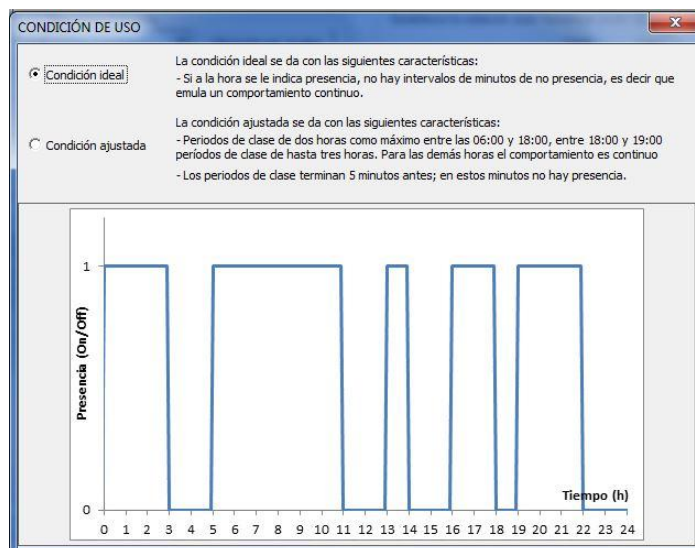 CONDICIÓN DE USO
x
Condición ideal
La condición ideal se da con las siguientes características:
- Si a la hora se le indica presencia, no hay intervalos de minutos de no presencia, es decir que
emula un comportamiento continuo.
Condición ajustada
La condición ajustada se da con las siguientes características:
- Periodos de clase de dos horas como máximo entre las 06:00 y 18:00, entre 18:00 y 19:00
períodos de clase de hasta tres horas. Para las demás horas el comportamiento es continuo
- Los periodos de clase terminan 5 minutos antes; en estos minutos no hay presencia.
1
Presencia (On/Off)
0
Tiempo (h)
0 1 2 3 4 5 6 7 8 9 10 11 12 13 14 15 16 17 18 19 20 21 22 23 24